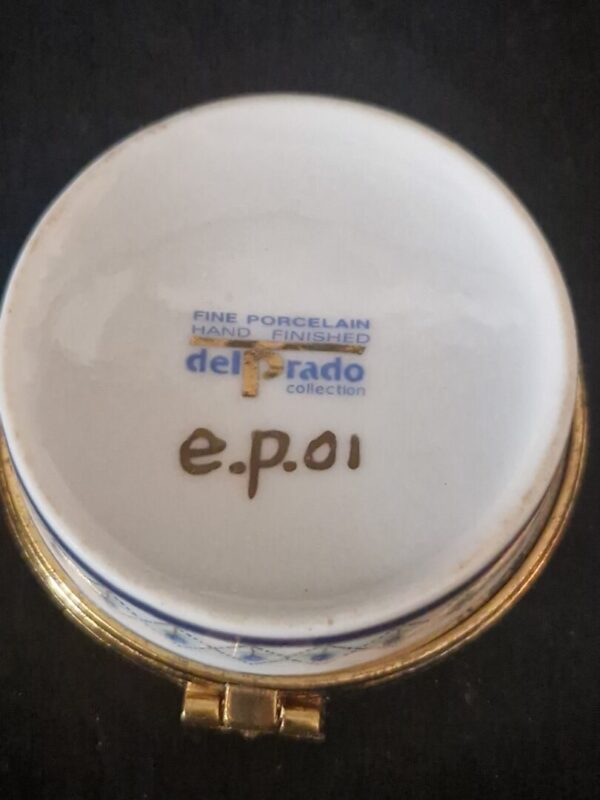 FINE PORCELAIN
HAND FINISHED
delPrado
collection
e.p.01